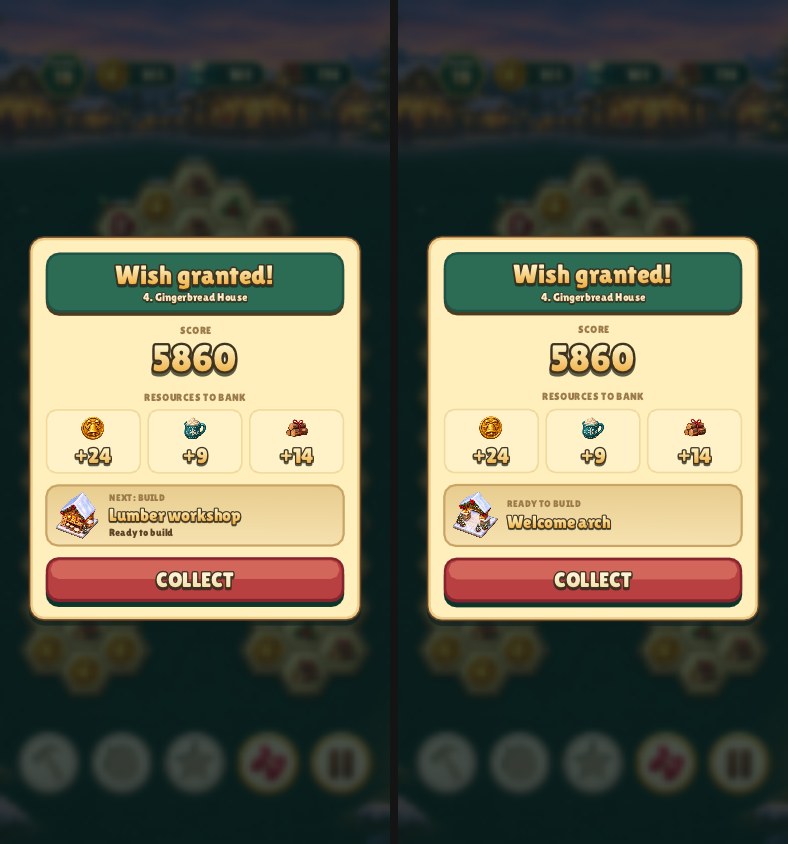 Wish granted!
4. Gingerbread House
SCORE
5860
RESOURCES TO BANK
+24
+9
+14
NEXT: BUILD
Lumber workshop
Ready to build
COLLECT
Wish granted!
4. Gingerbread House
SCORE
5860
RESOURCES TO BANK
+24
+9
+14
READY TO BUILD
Welcome arch
COLLECT